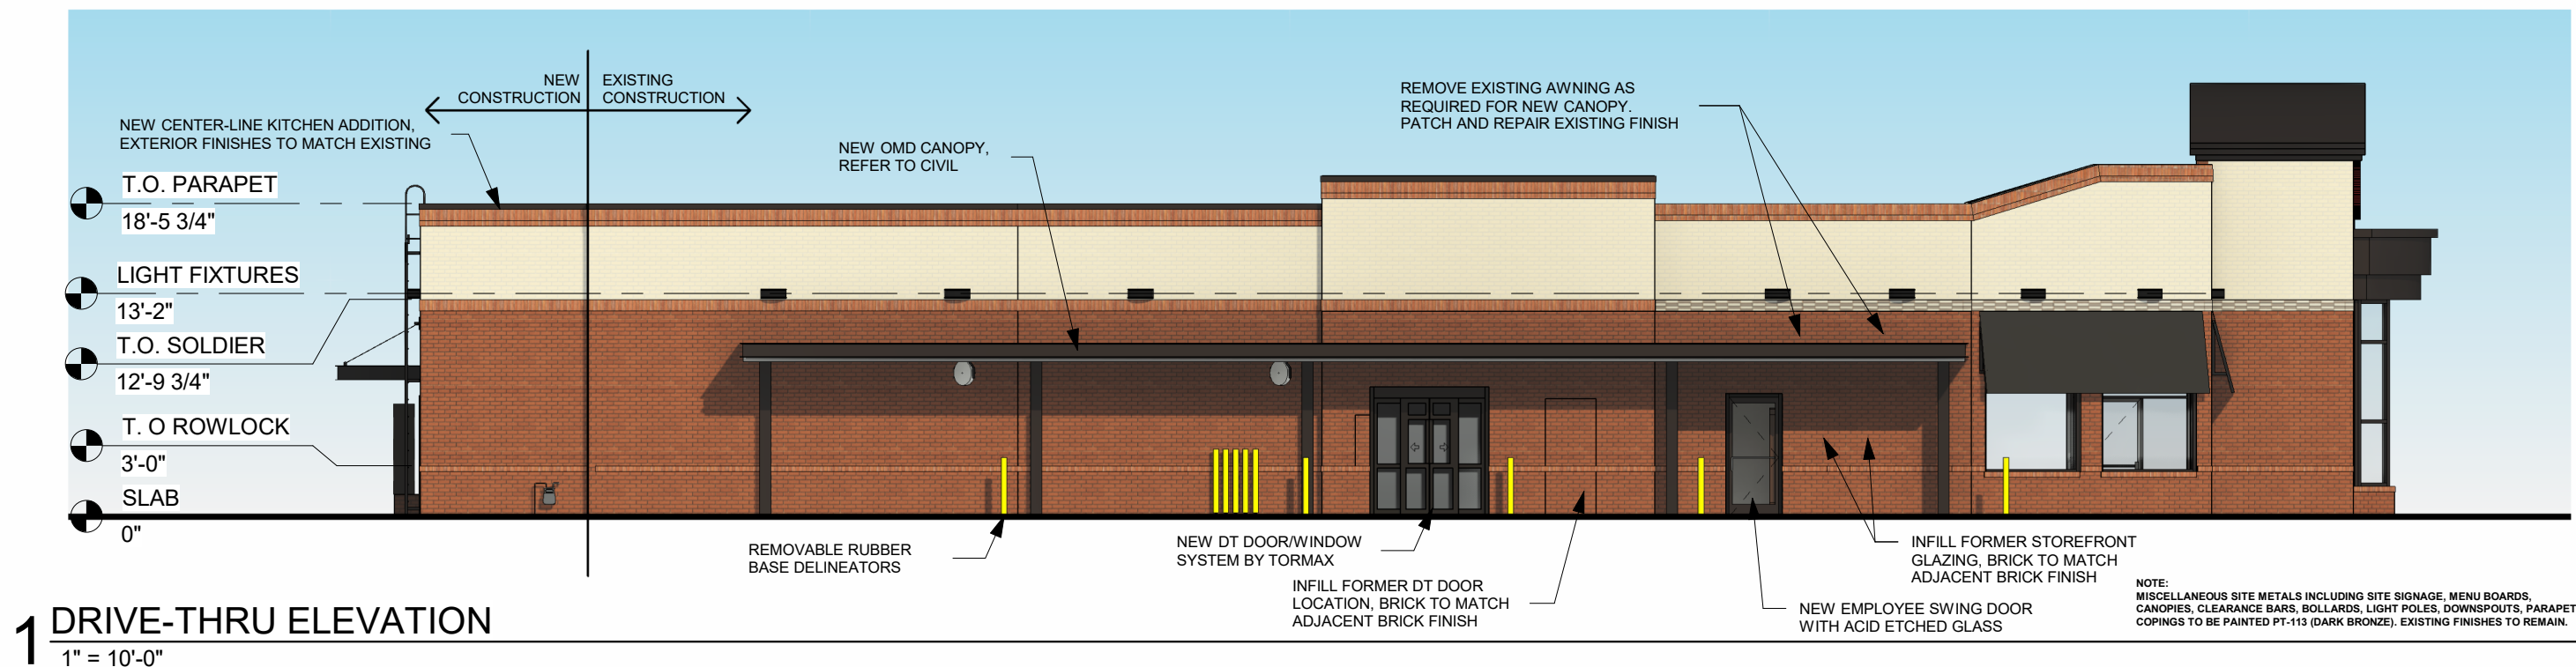 NEW
CONSTRUCTION
EXISTING
CONSTRUCTION
NEW CENTER-LINE KITCHEN ADDITION,
EXTERIOR FINISHES TO MATCH EXISTING
NEW OMD CANOPY,
REFER TO CIVIL
REMOVE EXISTING AWNING AS
REQUIRED FOR NEW CANOPY.
PATCH AND REPAIR EXISTING FINISH
T.O. PARAPET
18'-5 3/4"
LIGHT FIXTURES
13'-2"
T.O. SOLDIER
12'-9 3/4"
T. O ROWLOCK
3'-0"
SLAB
0"
REMOVABLE RUBBER
BASE DELINEATORS
NEW DT DOOR/WINDOW
SYSTEM BY TORMAX
INFILL FORMER DT DOOR
LOCATION, BRICK TO MATCH
ADJACENT BRICK FINISH
INFILL FORMER STOREFRONT
GLAZING, BRICK TO MATCH
ADJACENT BRICK FINISH
NEW EMPLOYEE SWING DOOR
WITH ACID ETCHED GLASS
NOTE:
MISCELLANEOUS SITE METALS INCLUDING SITE SIGNAGE, MENU BOARDS,
CANOPIES, CLEARANCE BARS, BOLLARDS, LIGHT POLES, DOWNSPOUTS, PARAPET
COPINGS TO BE PAINTED PT-113 (DARK BRONZE). EXISTING FINISHES TO REMAIN.
1 DRIVE-THRU ELEVATION
1" = 10'-0"